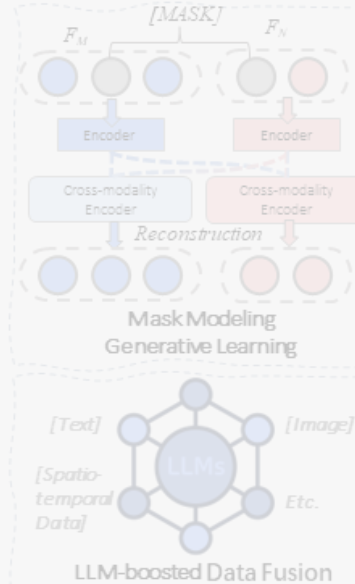 [MASK]
F_M F_N
Encoder Encoder
Cross-modality Cross-modality
Encoder Encoder
Reconstruction
Mask Modeling
Generative Learning
[Text] [Image]
LLMs
[Spatio-
temporal Etc.
Data]
LLM-boosted Data Fusion